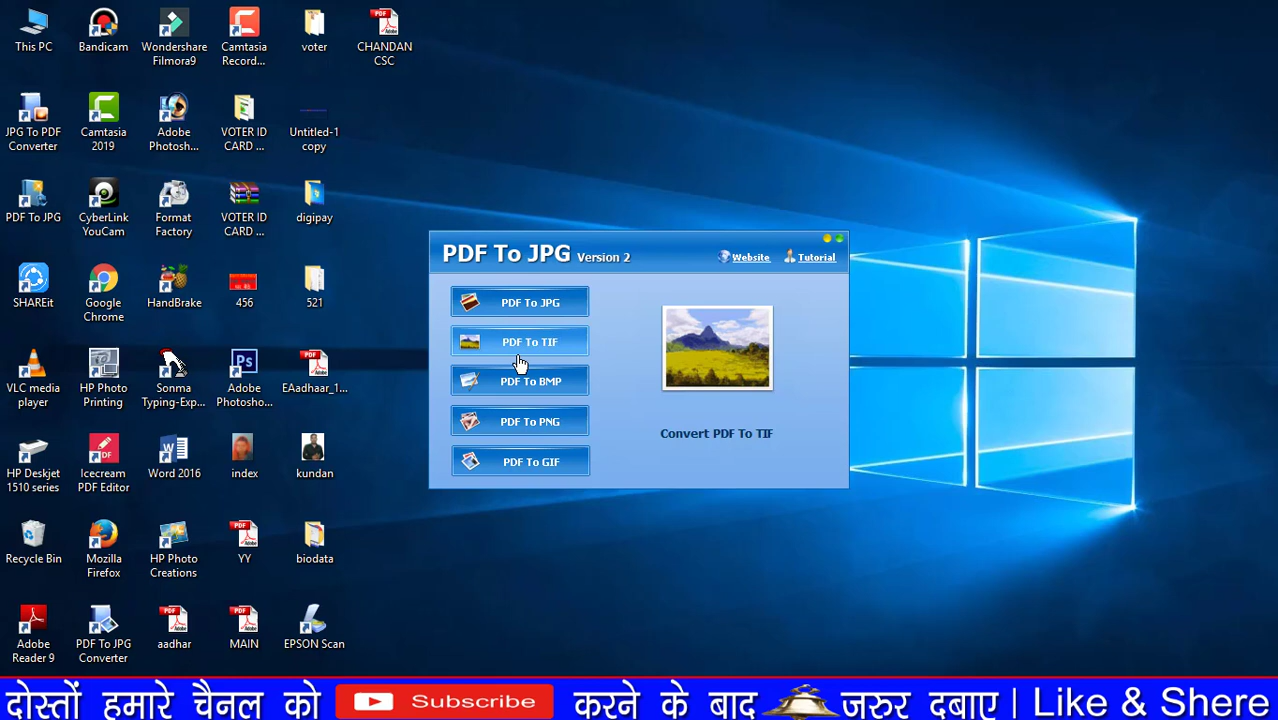 This PC
Bandicam
Wondershare
Filmora9
Camtasia
Record...
voter
CHANDAN
CSC
JPG To PDF
Converter
Camtasia
2019
Adobe
Photosh...
VOTER ID
CARD ...
Untitled-1
copy
PDF To JPG
CyberLink
YouCam
Format
Factory
VOTER ID
CARD ...
digipay
SHAREit
Google
Chrome
HandBrake
456
521
VLC media
player
HP Photo
Printing
Sonma
Typing-Exp...
Adobe
Photosho...
EAadhaar_1...
HP Deskjet
1510 series
Icecream
PDF Editor
Word 2016
index
kundan
Recycle Bin
Mozilla
Firefox
HP Photo
Creations
YY
biodata
Adobe
Reader 9
PDF To JPG
Converter
aadhar
MAIN
EPSON Scan
PDF To JPG Version 2
Website
Tutorial
PDF To JPG
PDF To TIF
PDF To BMP
PDF To PNG
PDF To GIF
Convert PDF To TIF
दोस्तों हमारे चैनल को Subscribe करने के बाद जरुर दबाए | Like & Shere